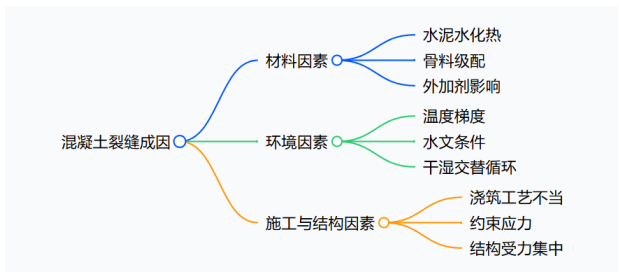 混凝土裂缝成因
材料因素
水泥水化热
骨料级配
外加剂影响
环境因素
温度梯度
水文条件
干湿交替循环
施工与结构因素
浇筑工艺不当
约束应力
结构受力集中